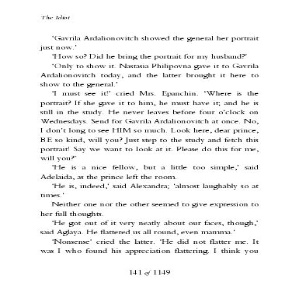 The Idiot
'Gavrila Ardalionovitch showed the general her portrait
just now.'
'How so? Did he bring the portrait for my husband?'
'Only to show it. Nastasia Philipovna gave it to Gavrila
Ardalionovitch today, and the latter brought it here to
show to the general.'
'I must see it!' cried Mrs. Epanchin. 'Where is the
portrait? If she gave it to him, he must have it; and he is
still in the study. He never leaves before four o'clock on
Wednesdays. Send for Gavrila Ardalionovitch at once. No,
I don't long to see HIM so much. Look here, dear prince,
BE so kind, will you? Just step to the study and fetch this
portrait! Say we want to look at it. Please do this for me,
will you?'
'He is a nice fellow, but a little too simple,' said
Adelaida, as the prince left the room.
'He is, indeed,' said Alexandra; 'almost laughably so at
times.'
Neither one nor the other seemed to give expression to
her full thoughts.
'He got out of it very neatly about our faces, though,'
said Aglaya. He flattered us all round, even mamma.'
'Nonsense' cried the latter. 'He did not flatter me. It
was I who found his appreciation flattering. I think you
141 of 1149